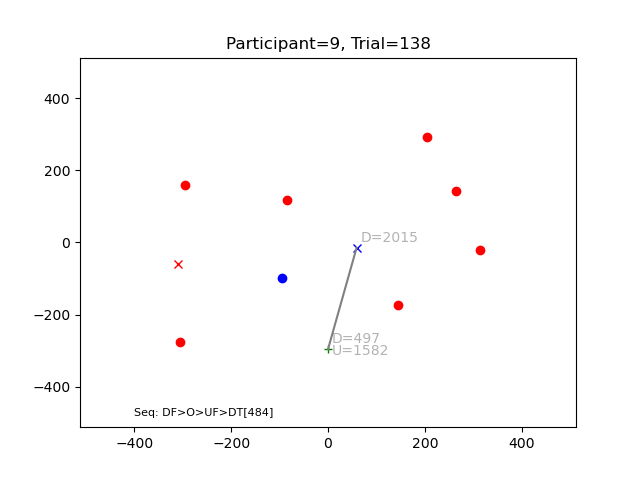 Participant=9, Trial=138
400
200
0
−200
−400
D=2015
D=497
U=1582
Seq: DF>O>UF>DT[484]
−400 −200 0 200 400